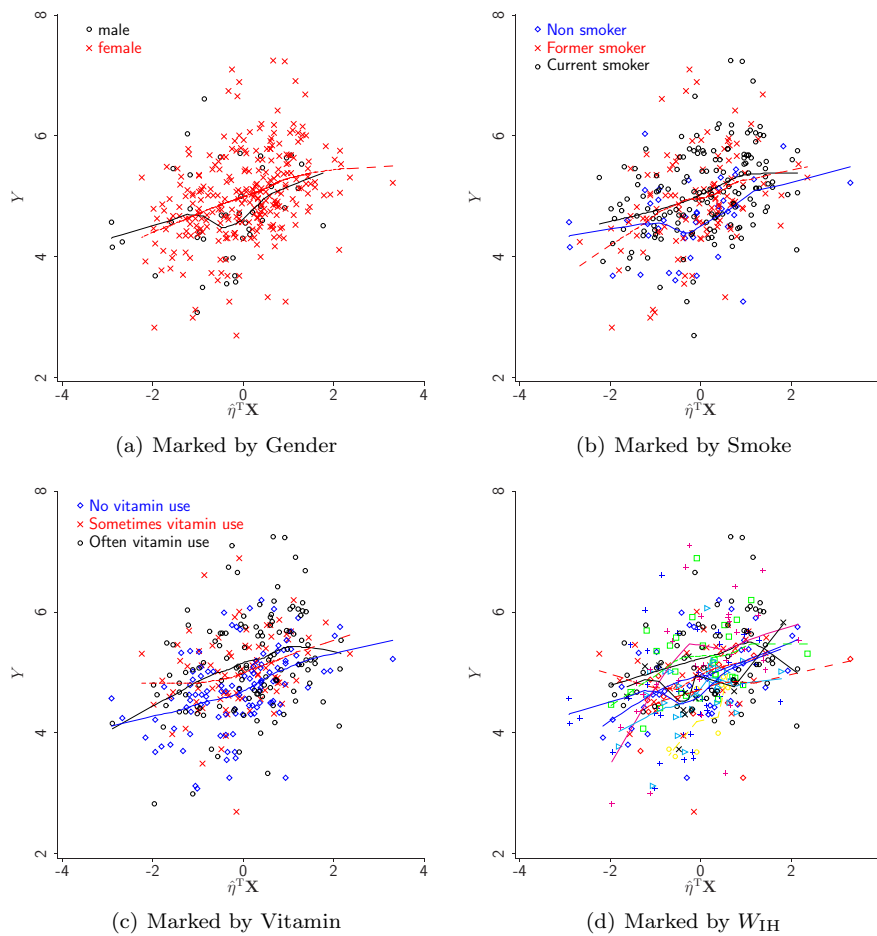 8
6
4
2
Y
male
female
-4
-2
0
2
4
η̂ᵀX
(a) Marked by Gender
8
6
4
2
Y
Non smoker
Former smoker
Current smoker
-4
-2
0
2
η̂ᵀX
(b) Marked by Smoke
8
6
4
2
Y
No vitamin use
Sometimes vitamin use
Often vitamin use
-4
-2
0
2
4
η̂ᵀX
(c) Marked by Vitamin
8
6
4
2
Y
-4
-2
0
2
η̂ᵀX
(d) Marked by W_IH